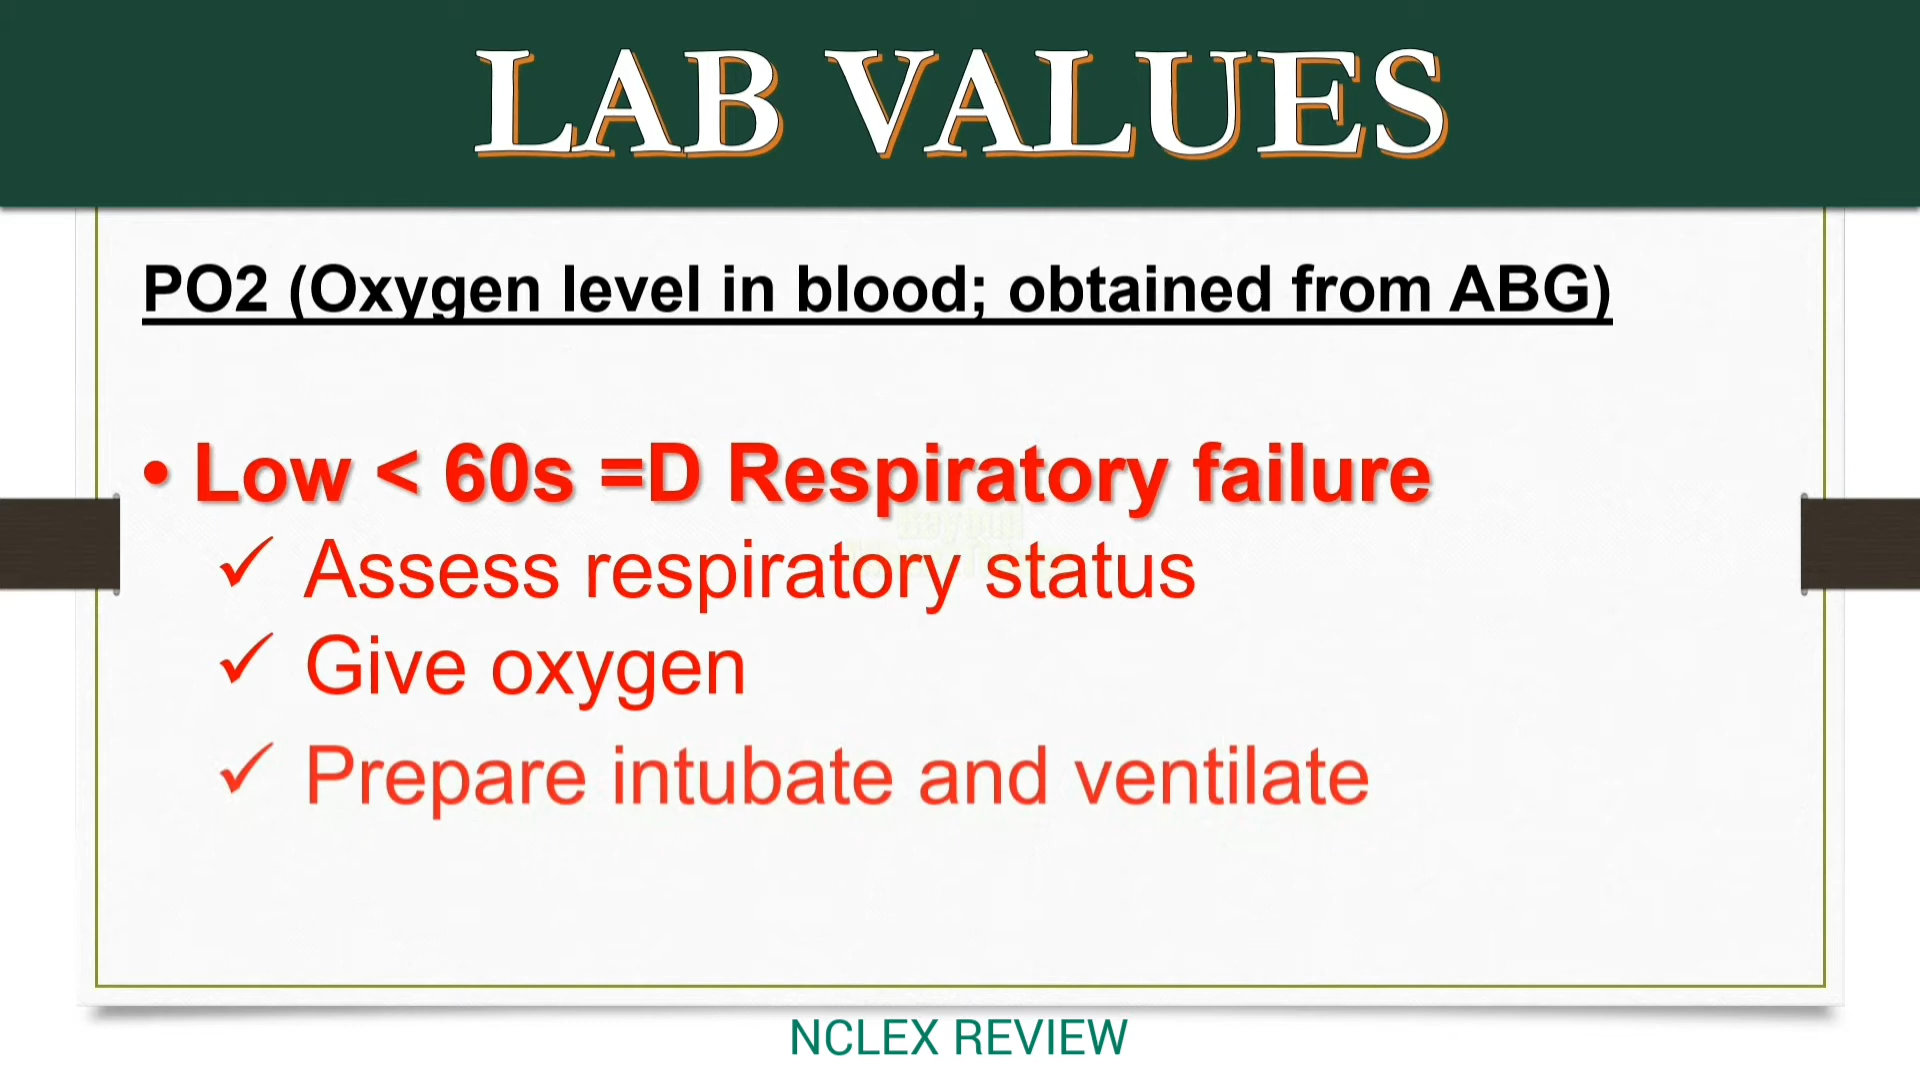 LAB VALUES
PO2 (Oxygen level in blood; obtained from ABG)
• Low < 60s =D Respiratory failure
✓ Assess respiratory status
✓ Give oxygen
✓ Prepare intubate and ventilate
NCLEX REVIEW